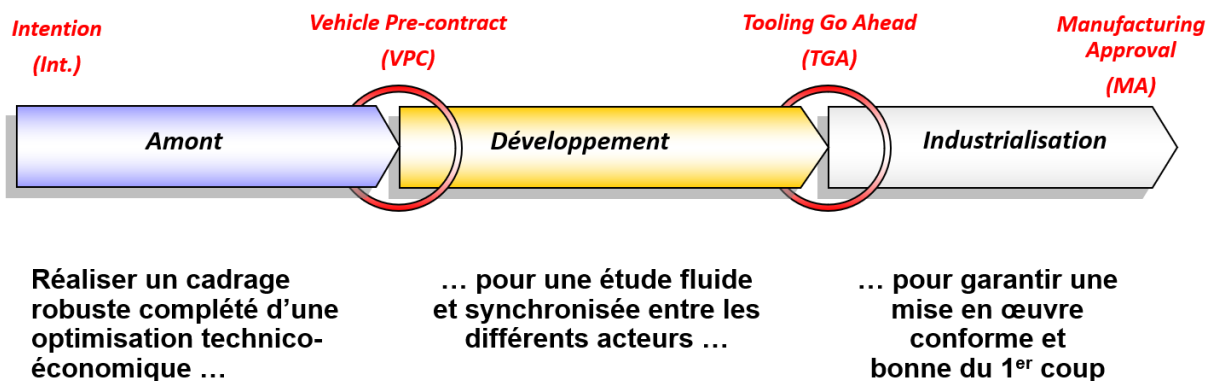 Intention
(Int.)
Vehicle Pre-contract
(VPC)
Tooling Go Ahead
(TGA)
Manufacturing
Approval
(MA)
Amont
Développement
Industrialisation
Réaliser un cadrage
robuste complété d’une
optimisation technico-
économique ...
... pour une étude fluide
et synchronisée entre les
différents acteurs ...
... pour garantir une
mise en œuvre
conforme et
bonne du 1er coup